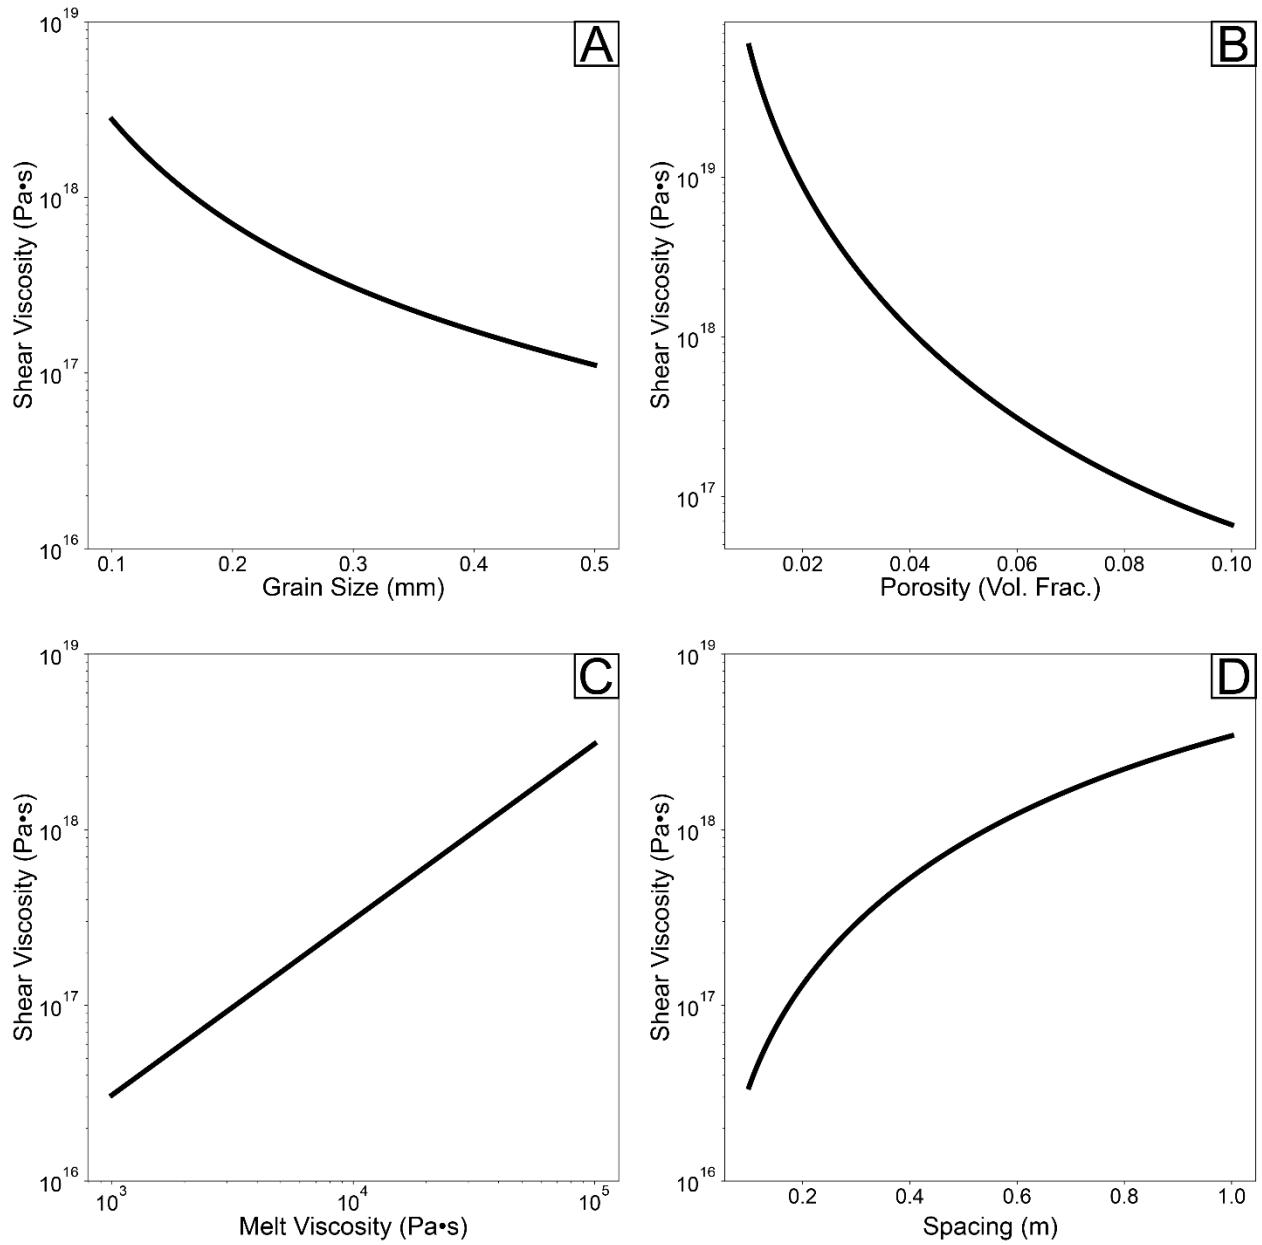 A
10^19
10^18
10^17
10^16
Shear Viscosity (Pa•s)
0.1 0.2 0.3 0.4 0.5
Grain Size (mm)
B
10^19
10^18
10^17
Shear Viscosity (Pa•s)
0.02 0.04 0.06 0.08 0.10
Porosity (Vol. Frac.)
C
10^19
10^18
10^17
10^16
Shear Viscosity (Pa•s)
10^3 10^4 10^5
Melt Viscosity (Pa•s)
D
10^19
10^18
10^17
10^16
Shear Viscosity (Pa•s)
0.2 0.4 0.6 0.8 1.0
Spacing (m)